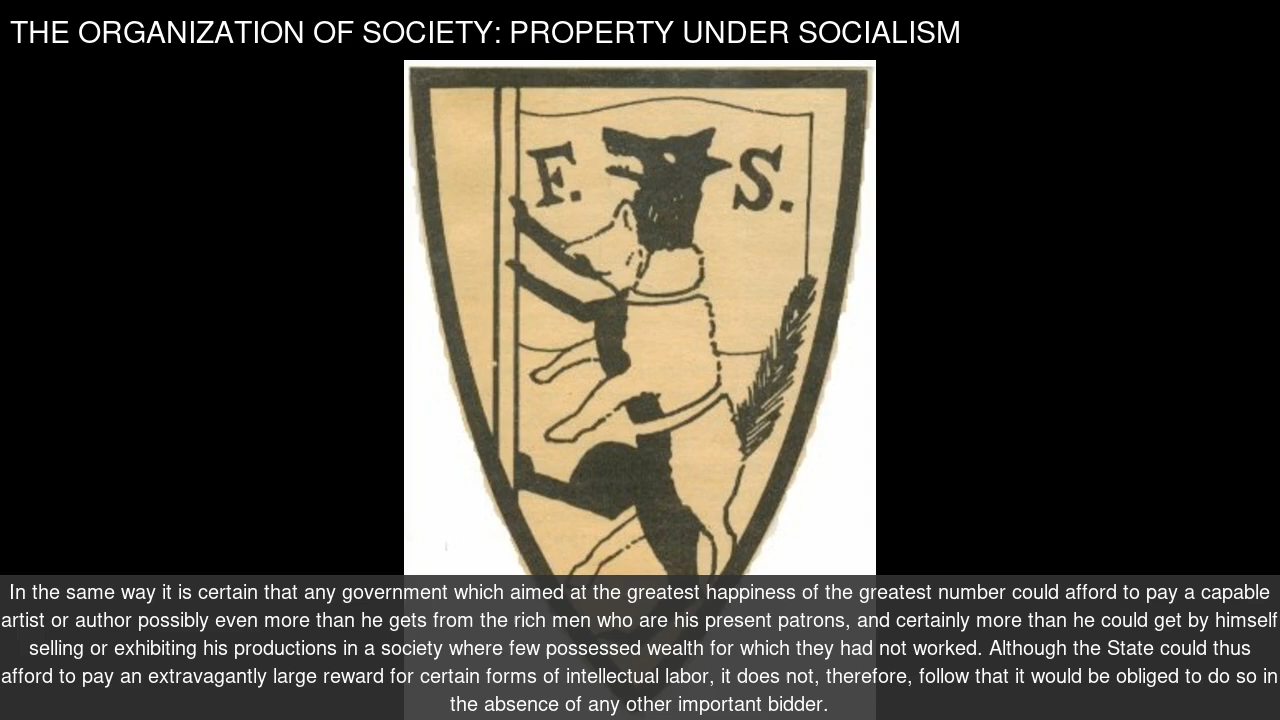 THE ORGANIZATION OF SOCIETY: PROPERTY UNDER SOCIALISM
F. S.
In the same way it is certain that any government which aimed at the greatest happiness of the greatest number could afford to pay a capable
artist or author possibly even more than he gets from the rich men who are his present patrons, and certainly more than he could get by himself
selling or exhibiting his productions in a society where few possessed wealth for which they had not worked. Although the State could thus
afford to pay an extravagantly large reward for certain forms of intellectual labor, it does not, therefore, follow that it would be obliged to do so in
the absence of any other important bidder.